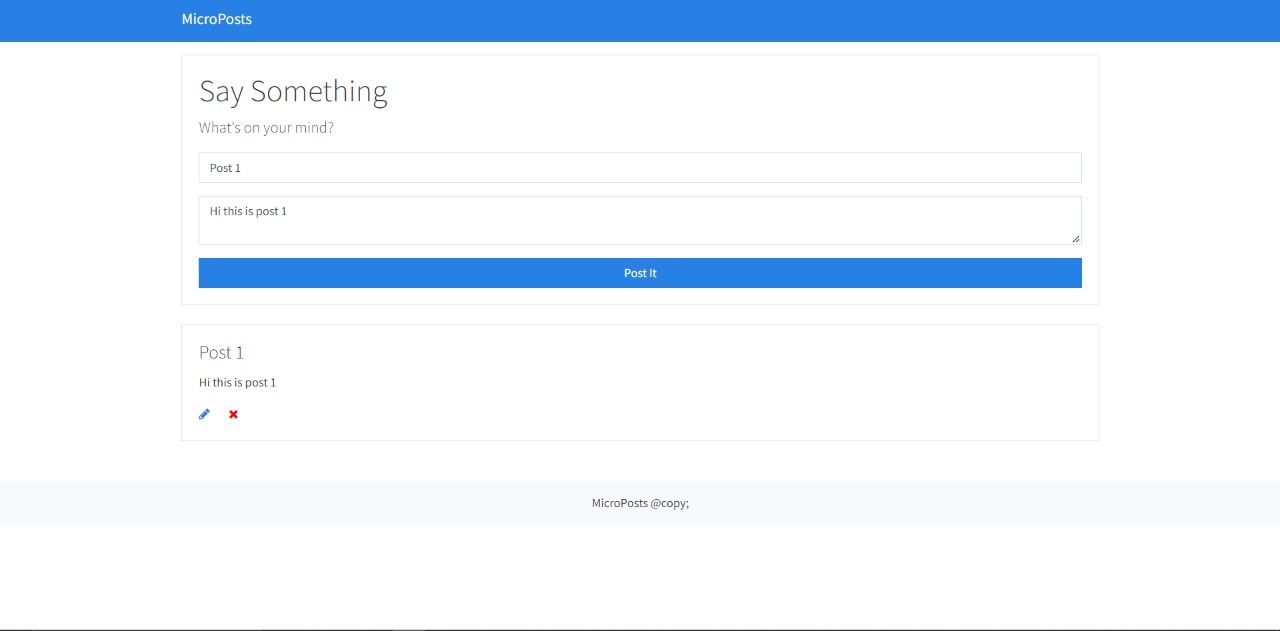 MicroPosts
Say Something
What's on your mind?
Post 1
Hi this is post 1
Post It
Post 1
Hi this is post 1
MicroPosts @copy;